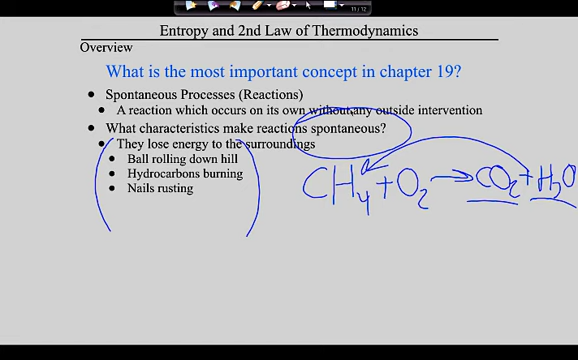 11 / 12
Entropy and 2nd Law of Thermodynamics
Overview
What is the most important concept in chapter 19?
Spontaneous Processes (Reactions)
A reaction which occurs on its own without any outside intervention
What characteristics make reactions spontaneous?
They lose energy to the surroundings
Ball rolling down hill
Hydrocarbons burning
Nails rusting
CH₄ + O₂ → CO₂ + H₂O